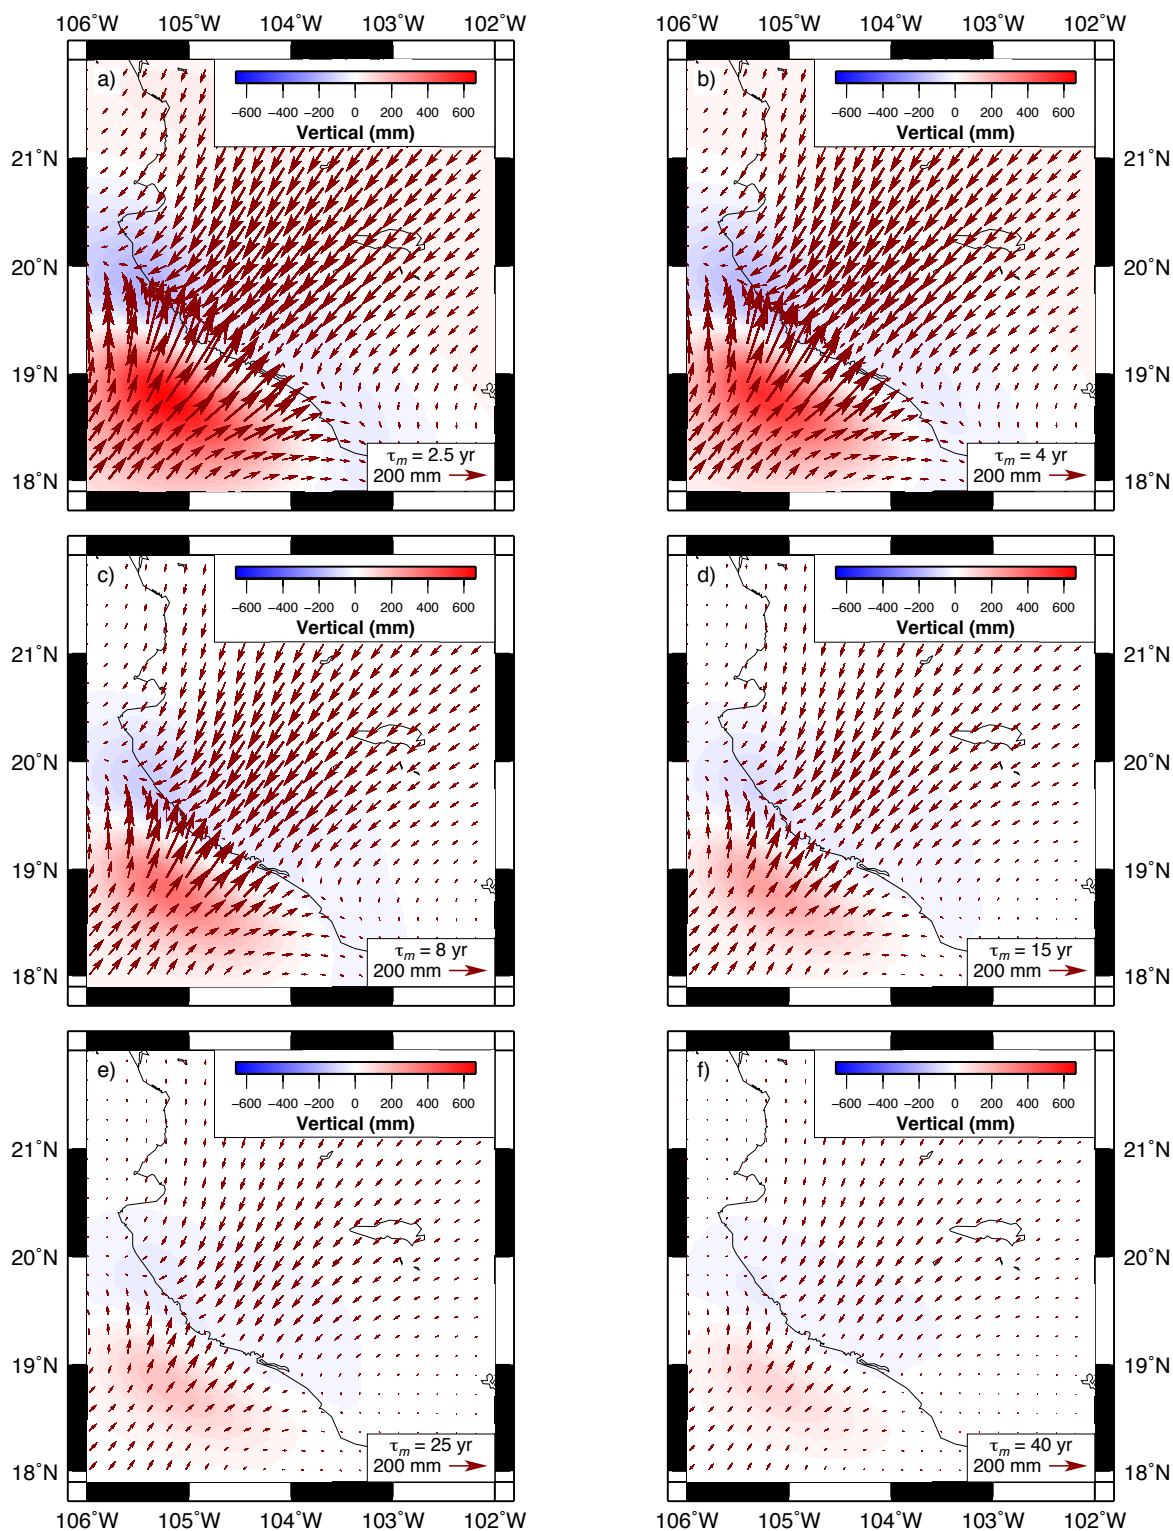 106˚W 105˚W 104˚W 103˚W 102˚W 106˚W 105˚W 104˚W 103˚W 102˚W
a) −600 −400 −200 0 200 400 600 b) −600 −400 −200 0 200 400 600
Vertical (mm) Vertical (mm)
21˚N 21˚N
20˚N 20˚N
19˚N 19˚N
τm = 2.5 yr τm = 4 yr
18˚N 200 mm 200 mm 18˚N
c) −600 −400 −200 0 200 400 600 d) −600 −400 −200 0 200 400 600
Vertical (mm) Vertical (mm)
21˚N 21˚N
20˚N 20˚N
19˚N 19˚N
τm = 8 yr τm = 15 yr
18˚N 200 mm 200 mm 18˚N
e) −600 −400 −200 0 200 400 600 f) −600 −400 −200 0 200 400 600
Vertical (mm) Vertical (mm)
21˚N 21˚N
20˚N 20˚N
19˚N 19˚N
τm = 25 yr τm = 40 yr
18˚N 200 mm 200 mm 18˚N
106˚W 105˚W 104˚W 103˚W 102˚W 106˚W 105˚W 104˚W 103˚W 102˚W